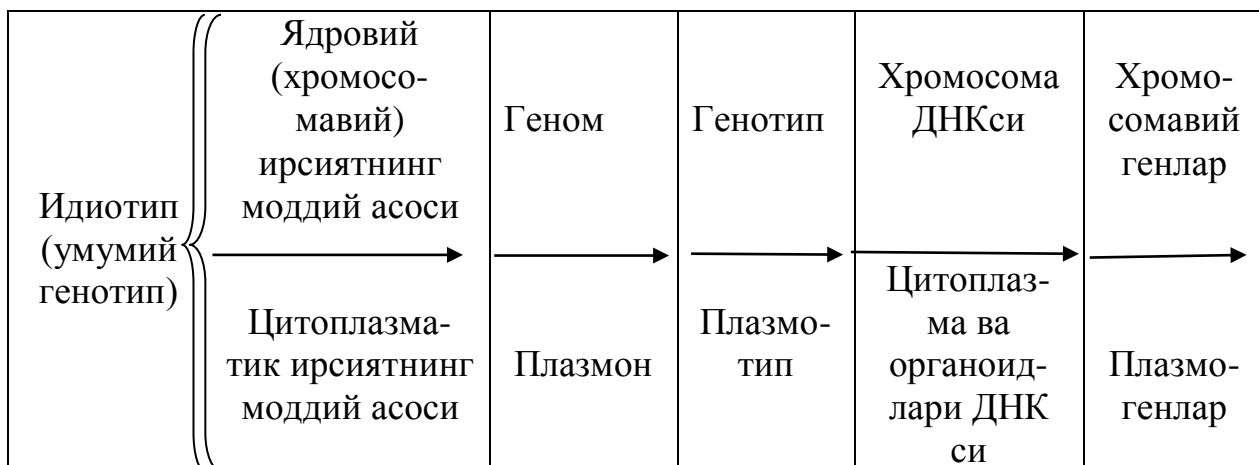 Идиотип
(умумий
генотип)
Ядровий
(хромосо-
мавий)
ирсиятнинг
моддий асоси
Геном
Генотип
Хромосома
ДНКси
Хромо-
сомавий
генлар
Цитоплазма-
тик ирсиятнинг
моддий асоси
Плазмон
Плазмо-
тип
Цитоплаз-
ма ва
органоид-
лари ДНК
си
Плазмо-
генлар